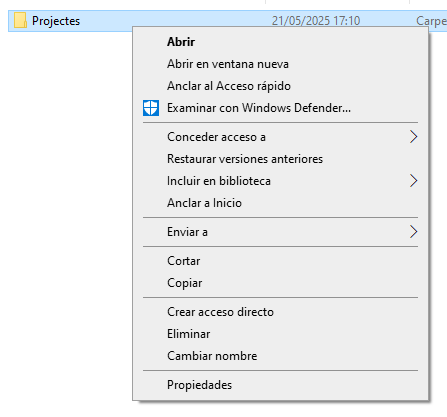 Projectes 21/05/2025 17:10 Carpe
Abrir
Abrir en ventana nueva
Anclar al Acceso rápido
Examinar con Windows Defender...
Conceder acceso a
Restaurar versiones anteriores
Incluir en biblioteca
Anclar a Inicio
Enviar a
Cortar
Copiar
Crear acceso directo
Eliminar
Cambiar nombre
Propiedades